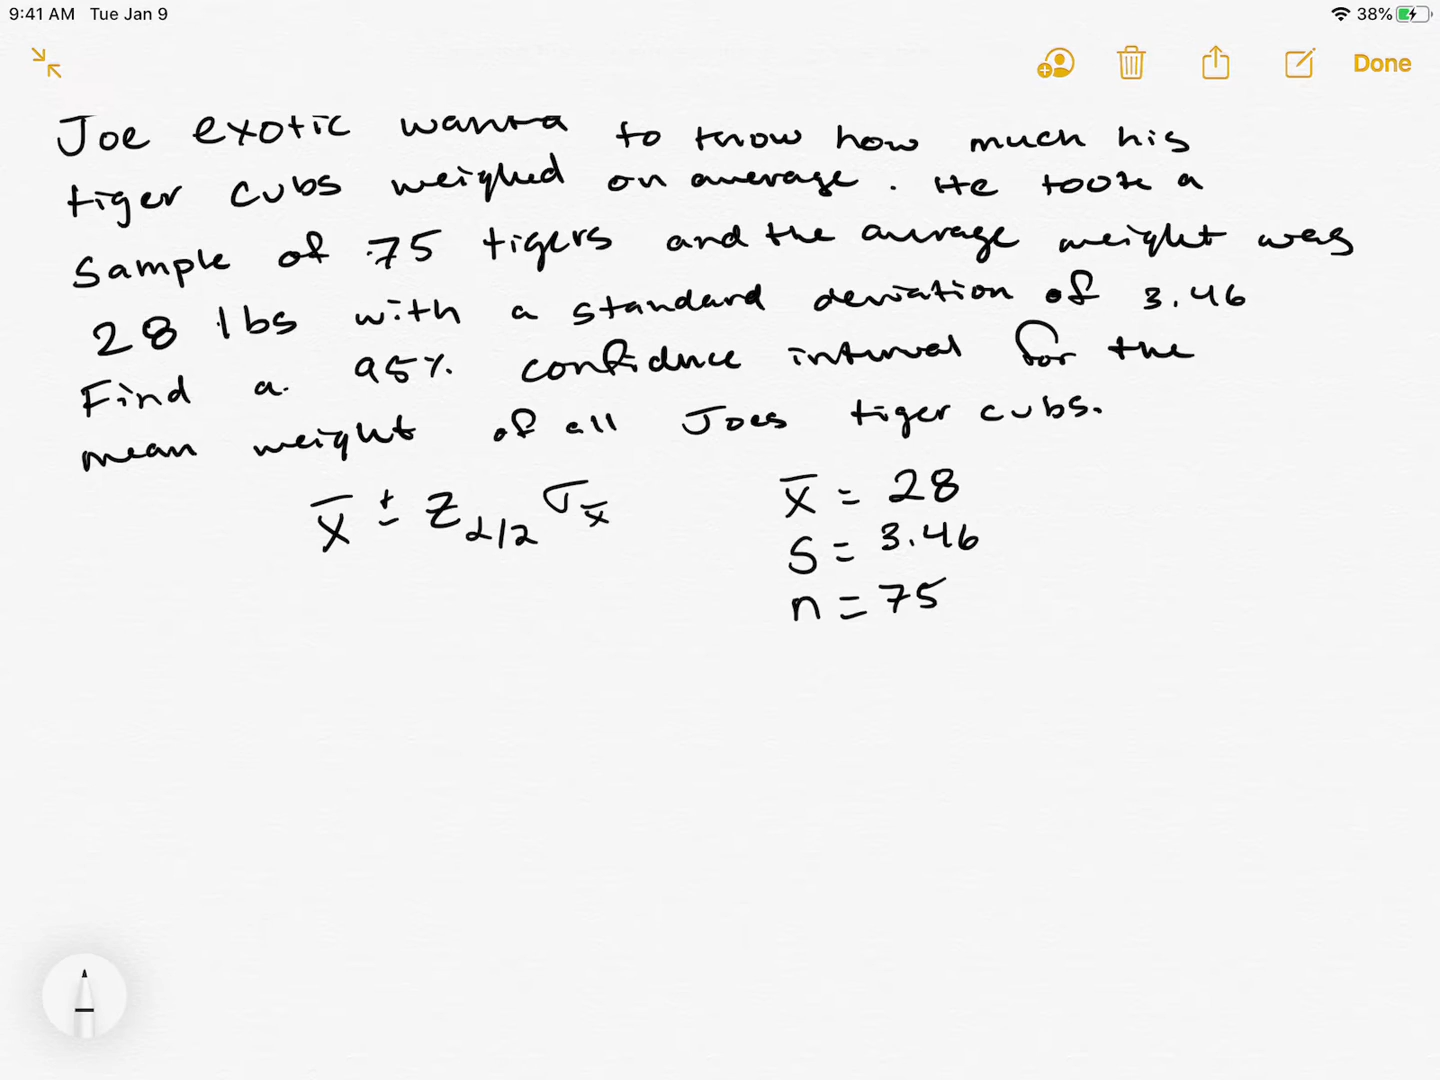 9:41 AM Tue Jan 9 38%
Done
Joe exotic wanna to know how much his
tiger cubs weighed on average. He took a
sample of 75 tigers and the average weight was
28 lbs with a standard deviation of 3.46
Find a 95% confidence interval for the
mean weight of all Joes tiger cubs.
x̄ ± Z α/2 σx̄
x̄ = 28
S = 3.46
n = 75